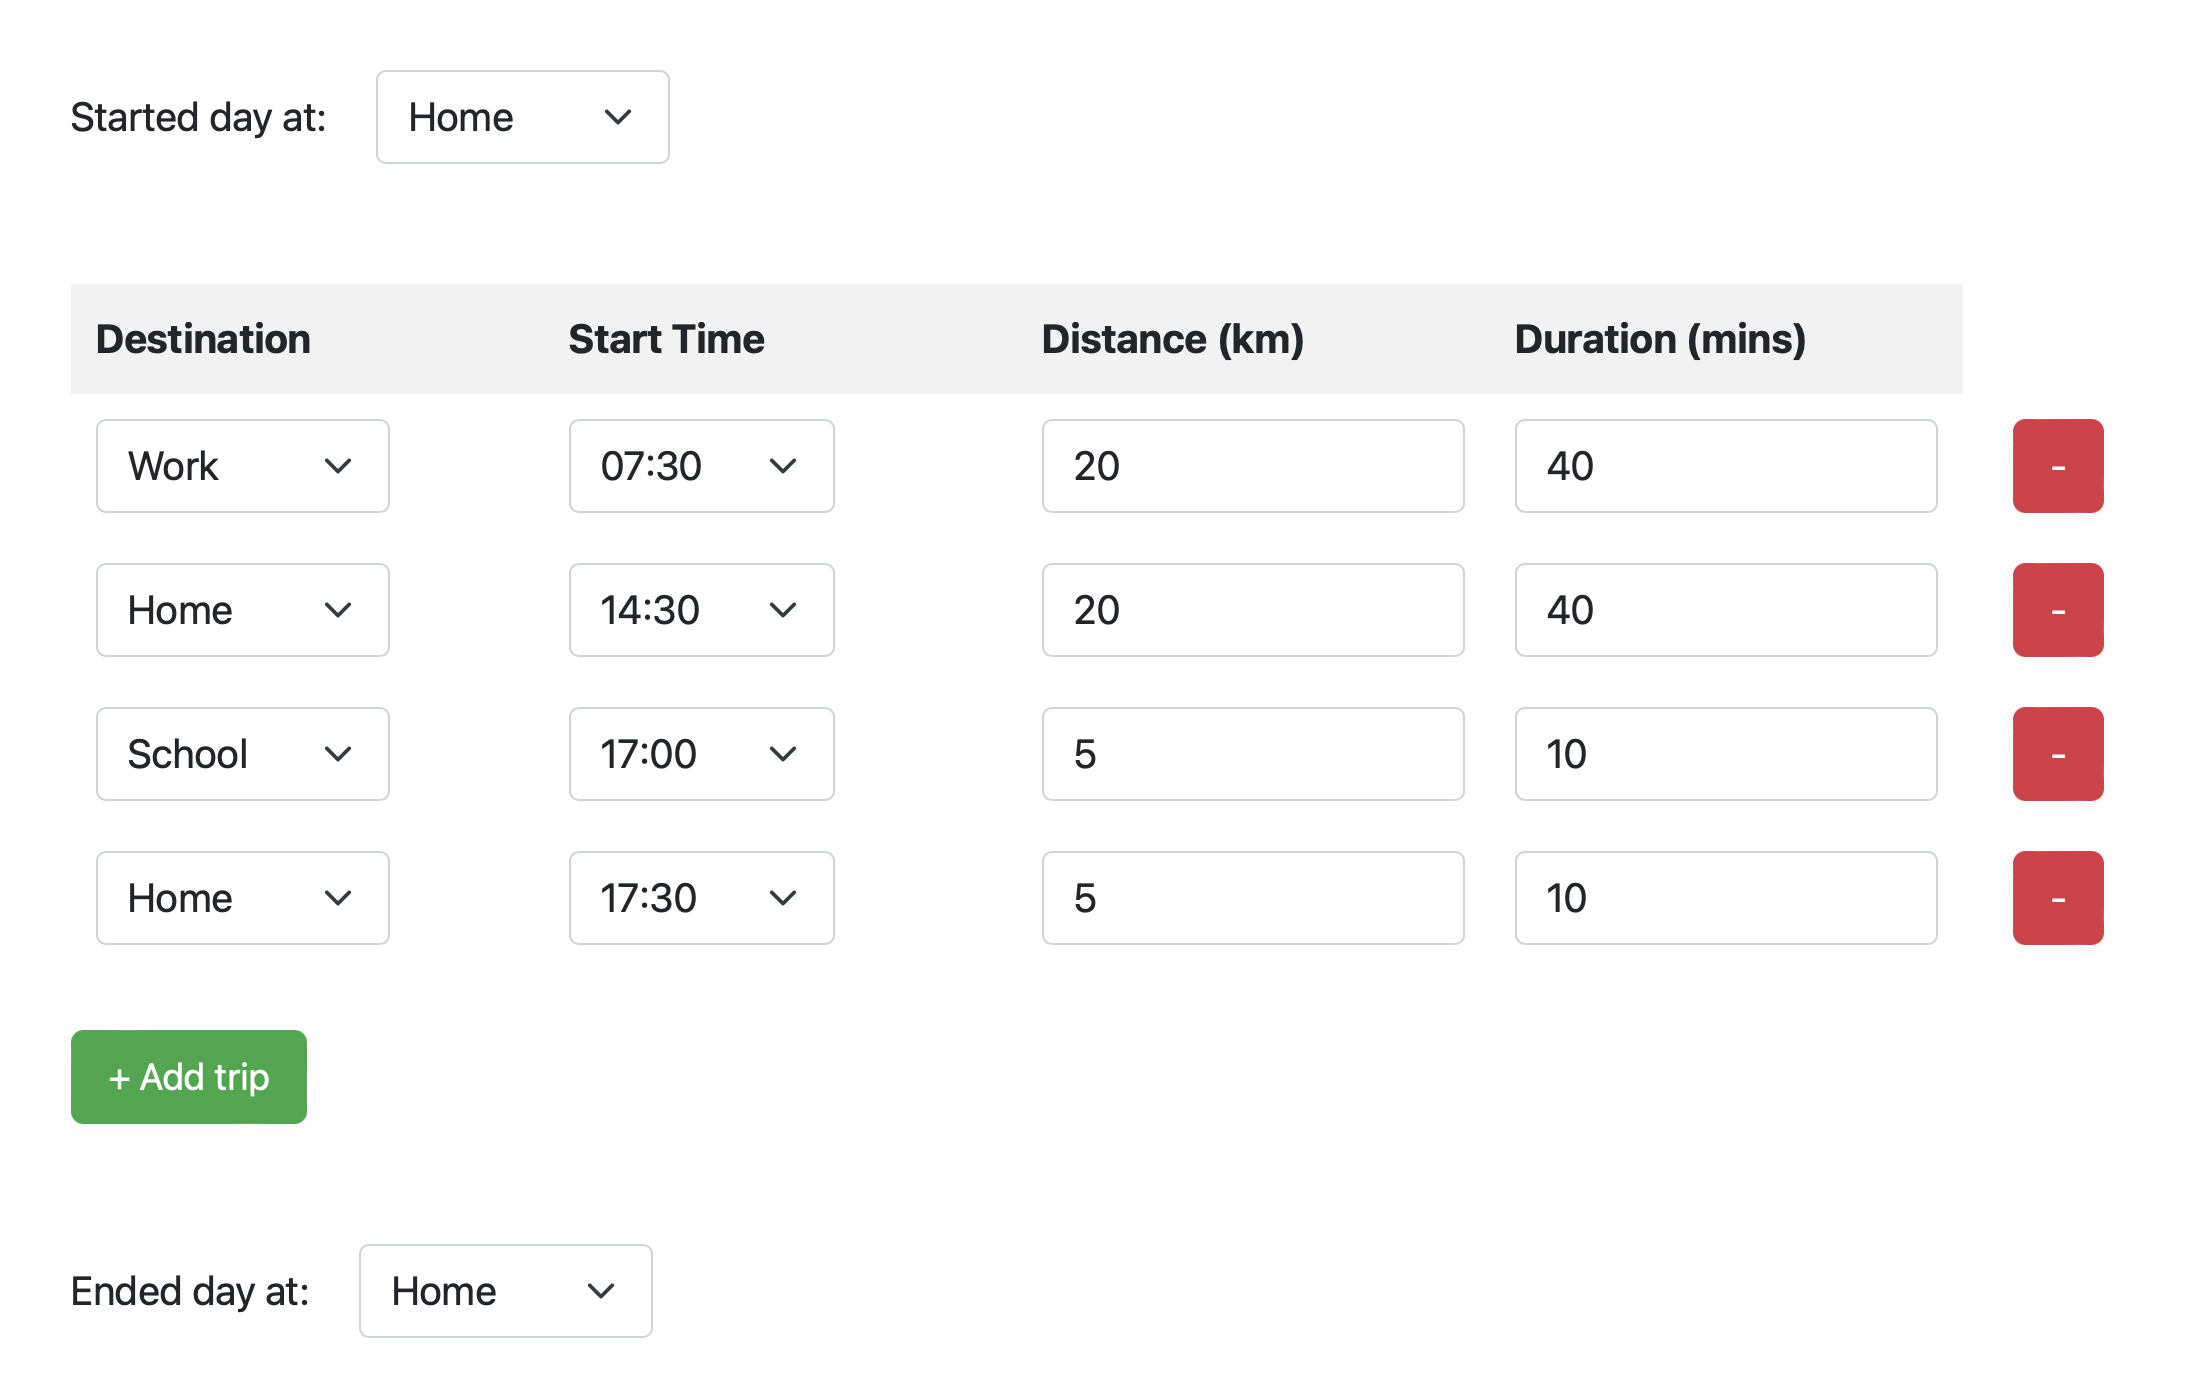 Started day at: Home
Destination Start Time Distance (km) Duration (mins)
Work 07:30 20 40 -
Home 14:30 20 40 -
School 17:00 5 10 -
Home 17:30 5 10 -
+ Add trip
Ended day at: Home